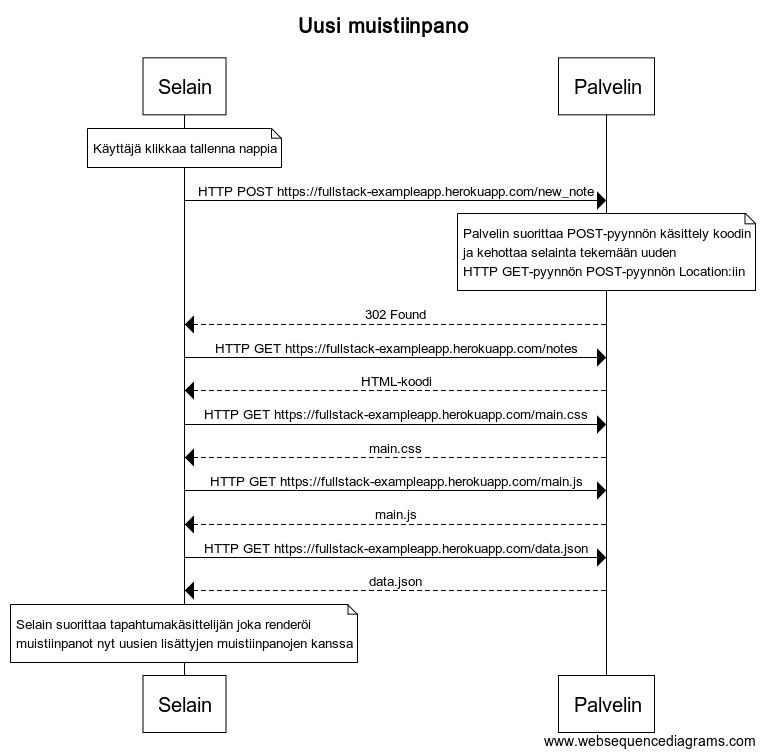 Uusi muistiinpano
Selain
Palvelin
Käyttäjä klikkaa tallenna nappia
HTTP POST https://fullstack-exampleapp.herokuapp.com/new_note
Palvelin suorittaa POST-pyynnön käsittely koodin
ja kehottaa selainta tekemään uuden
HTTP GET-pyynnön POST-pyynnön Location:iin
302 Found
HTTP GET https://fullstack-exampleapp.herokuapp.com/notes
HTML-koodi
HTTP GET https://fullstack-exampleapp.herokuapp.com/main.css
main.css
HTTP GET https://fullstack-exampleapp.herokuapp.com/main.js
main.js
HTTP GET https://fullstack-exampleapp.herokuapp.com/data.json
data.json
Selain suorittaa tapahtumakäsittelijän joka renderöi
muistiinpanot nyt uusien lisättyjen muistiinpanojen kanssa
Selain
Palvelin
www.websequencediagrams.com